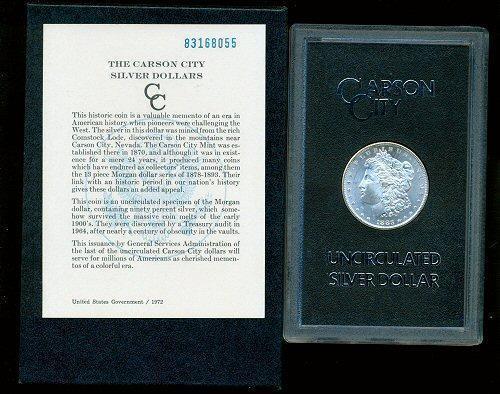 83168055
THE CARSON CITY
SILVER DOLLARS
CC
This historic coin is a valuable memento of an era in
American history when pioneers were challenging the
West. The silver in this dollar was mined from the rich
Comstock Lode, discovered in the mountains near
Carson City, Nevada. The Carson City Mint was es-
tablished there in 1870, and although it was in exist-
ence for a mere 24 years, it produced many coins
which have endured as collectors' items, among them
the 13 piece Morgan dollar series of 1878-1893. Their
link with an historic period in our nation's history
gives these dollars an added appeal.
This coin is an uncirculated specimen of the Morgan
dollar, containing ninety percent silver, which some-
how survived the massive coin melts of the early
1900's. They were discovered by a Treasury audit in
1964, after nearly a century of obscurity in the vaults.
This issuance by General Services Administration of
the last of the uncirculated Carson City dollars will
serve for millions of Americans as cherished memen-
tos of a colorful era.
United States Government / 1972
CARSON
CITY
UNCIRCULATED
SILVER DOLLAR